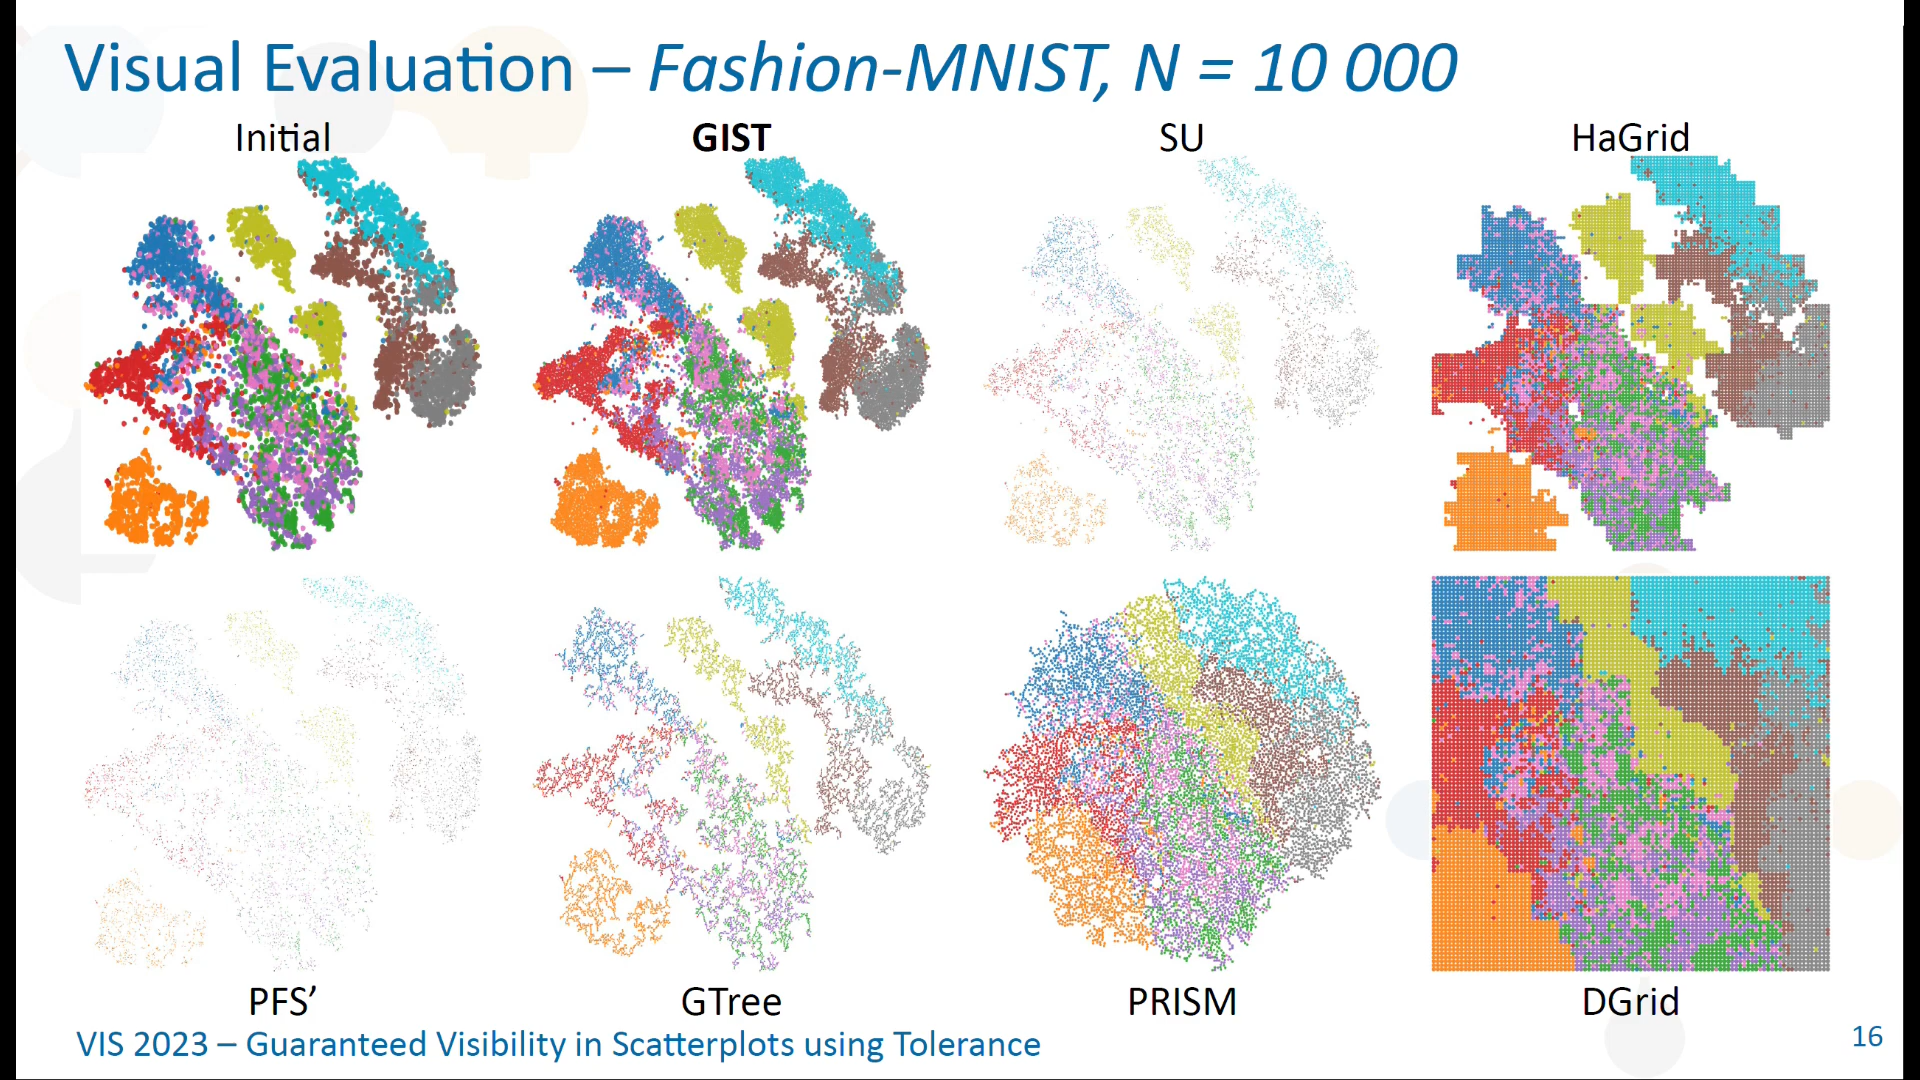 Visual Evaluation – Fashion-MNIST, N = 10 000
Initial
GIST
SU
HaGrid
PFS’
GTree
PRISM
DGrid
VIS 2023 – Guaranteed Visibility in Scatterplots using Tolerance
16